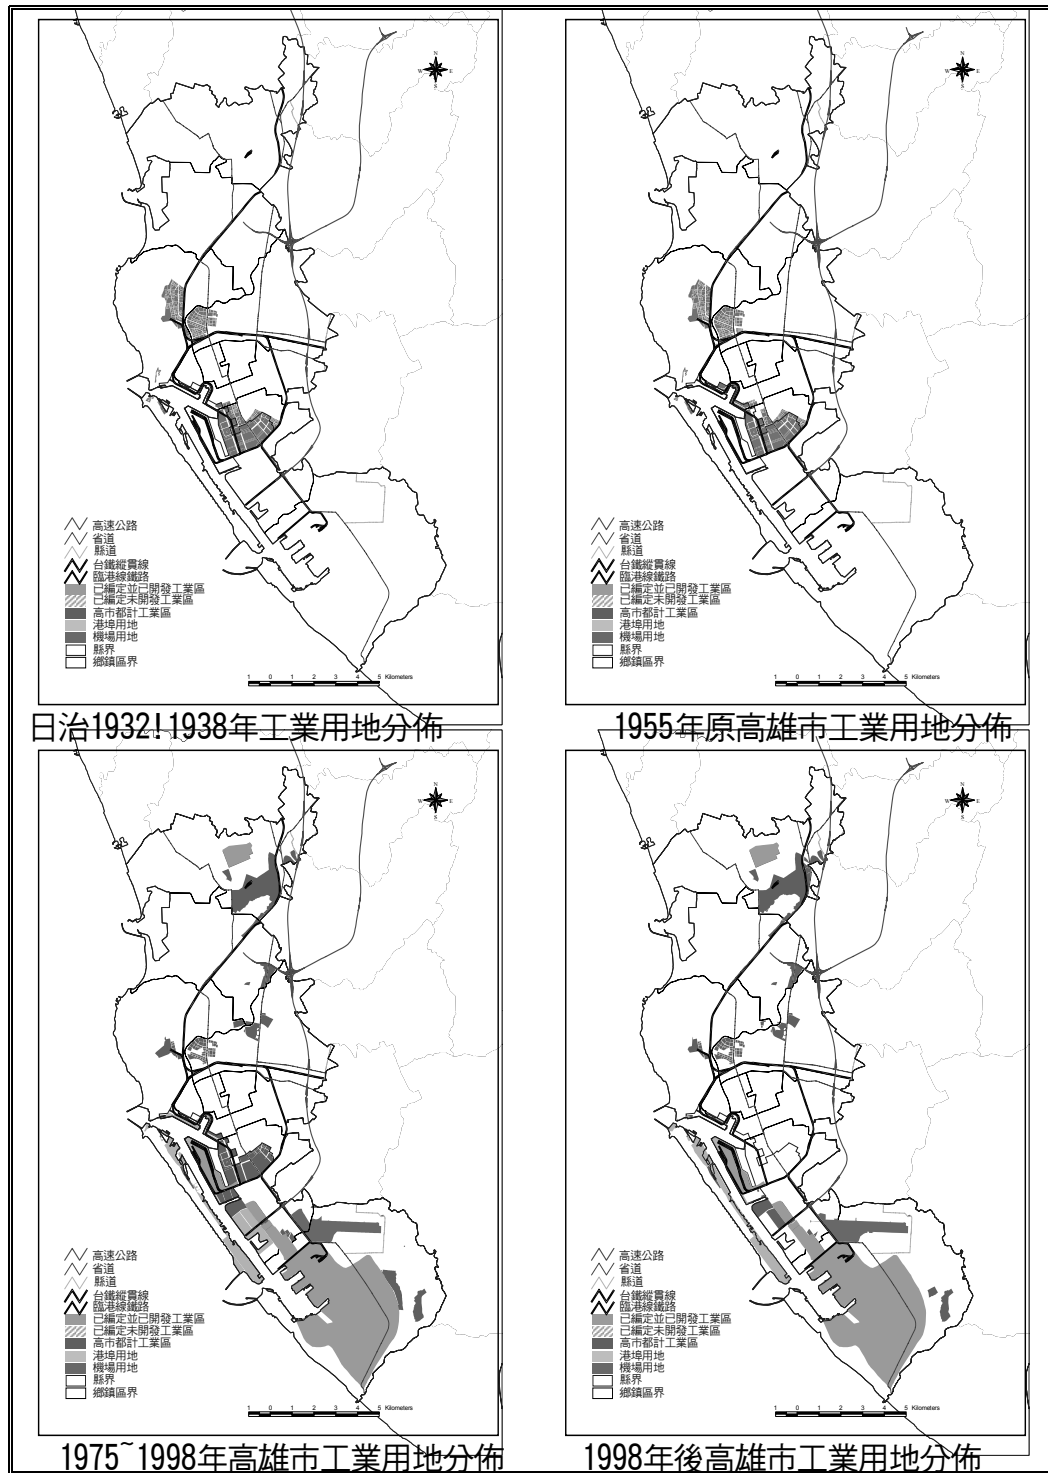 N
W E
S
高速公路
省道
縣道
台鐵縱貫線
臨港線鐵路
已編定並已開發工業區
已編定未開發工業區
高市都計工業區
港埠用地
機場用地
縣界
鄉鎮區界
1 0 1 2 3 4 5 Kilometers
日治1932!1938年工業用地分佈
N
W E
S
高速公路
省道
縣道
台鐵縱貫線
臨港線鐵路
已編定並已開發工業區
已編定未開發工業區
高市都計工業區
港埠用地
機場用地
縣界
鄉鎮區界
1 0 1 2 3 4 5 Kilometers
1955年原高雄市工業用地分佈
N
W E
S
高速公路
省道
縣道
台鐵縱貫線
臨港線鐵路
已編定並已開發工業區
已編定未開發工業區
高市都計工業區
港埠用地
機場用地
縣界
鄉鎮區界
1 0 1 2 3 4 5 Kilometers
1975~1998年高雄市工業用地分佈
N
W E
S
高速公路
省道
縣道
台鐵縱貫線
臨港線鐵路
已編定並已開發工業區
已編定未開發工業區
高市都計工業區
港埠用地
機場用地
縣界
鄉鎮區界
1 0 1 2 3 4 5 Kilometers
1998年後高雄市工業用地分佈